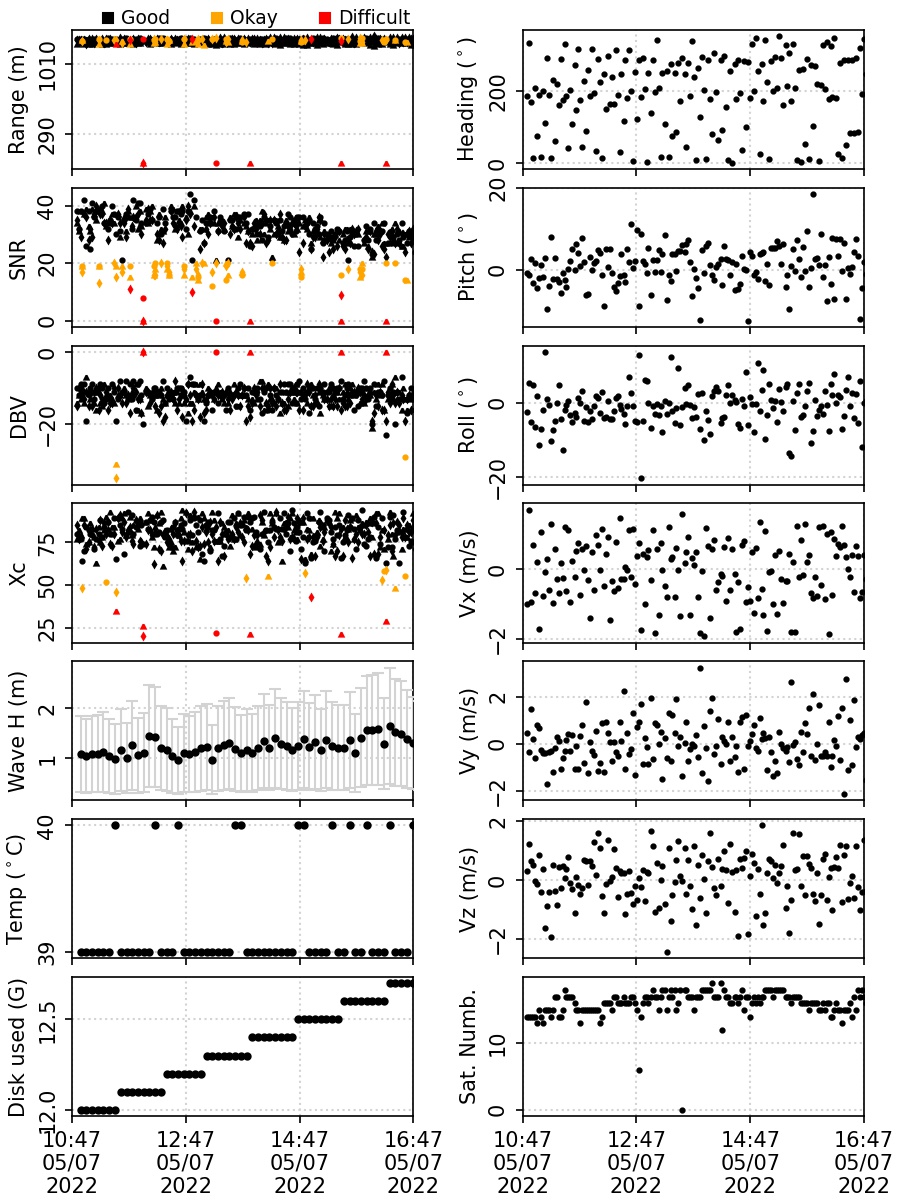 Good Okay Difficult
Range (m)
1010
290
Heading (°)
200
0
SNR
40
20
0
Pitch (°)
20
0
DBV
0
−20
Roll (°)
0
−20
Xc
75
50
25
Vx (m/s)
0
−2
Wave H (m)
2
1
Vy (m/s)
2
0
−2
Temp (°C)
40
39
Vz (m/s)
2
0
−2
Disk used (G)
12.5
12.0
Sat. Numb.
10
0
10:47 12:47 14:47 16:47
05/07 05/07 05/07 05/07
2022 2022 2022 2022
10:47 12:47 14:47 16:47
05/07 05/07 05/07 05/07
2022 2022 2022 2022